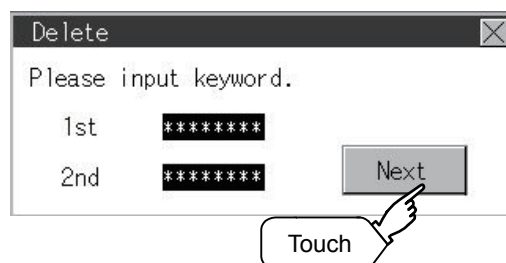 Delete
Please input keyword.
1st ********
2nd ********
Next
Touch